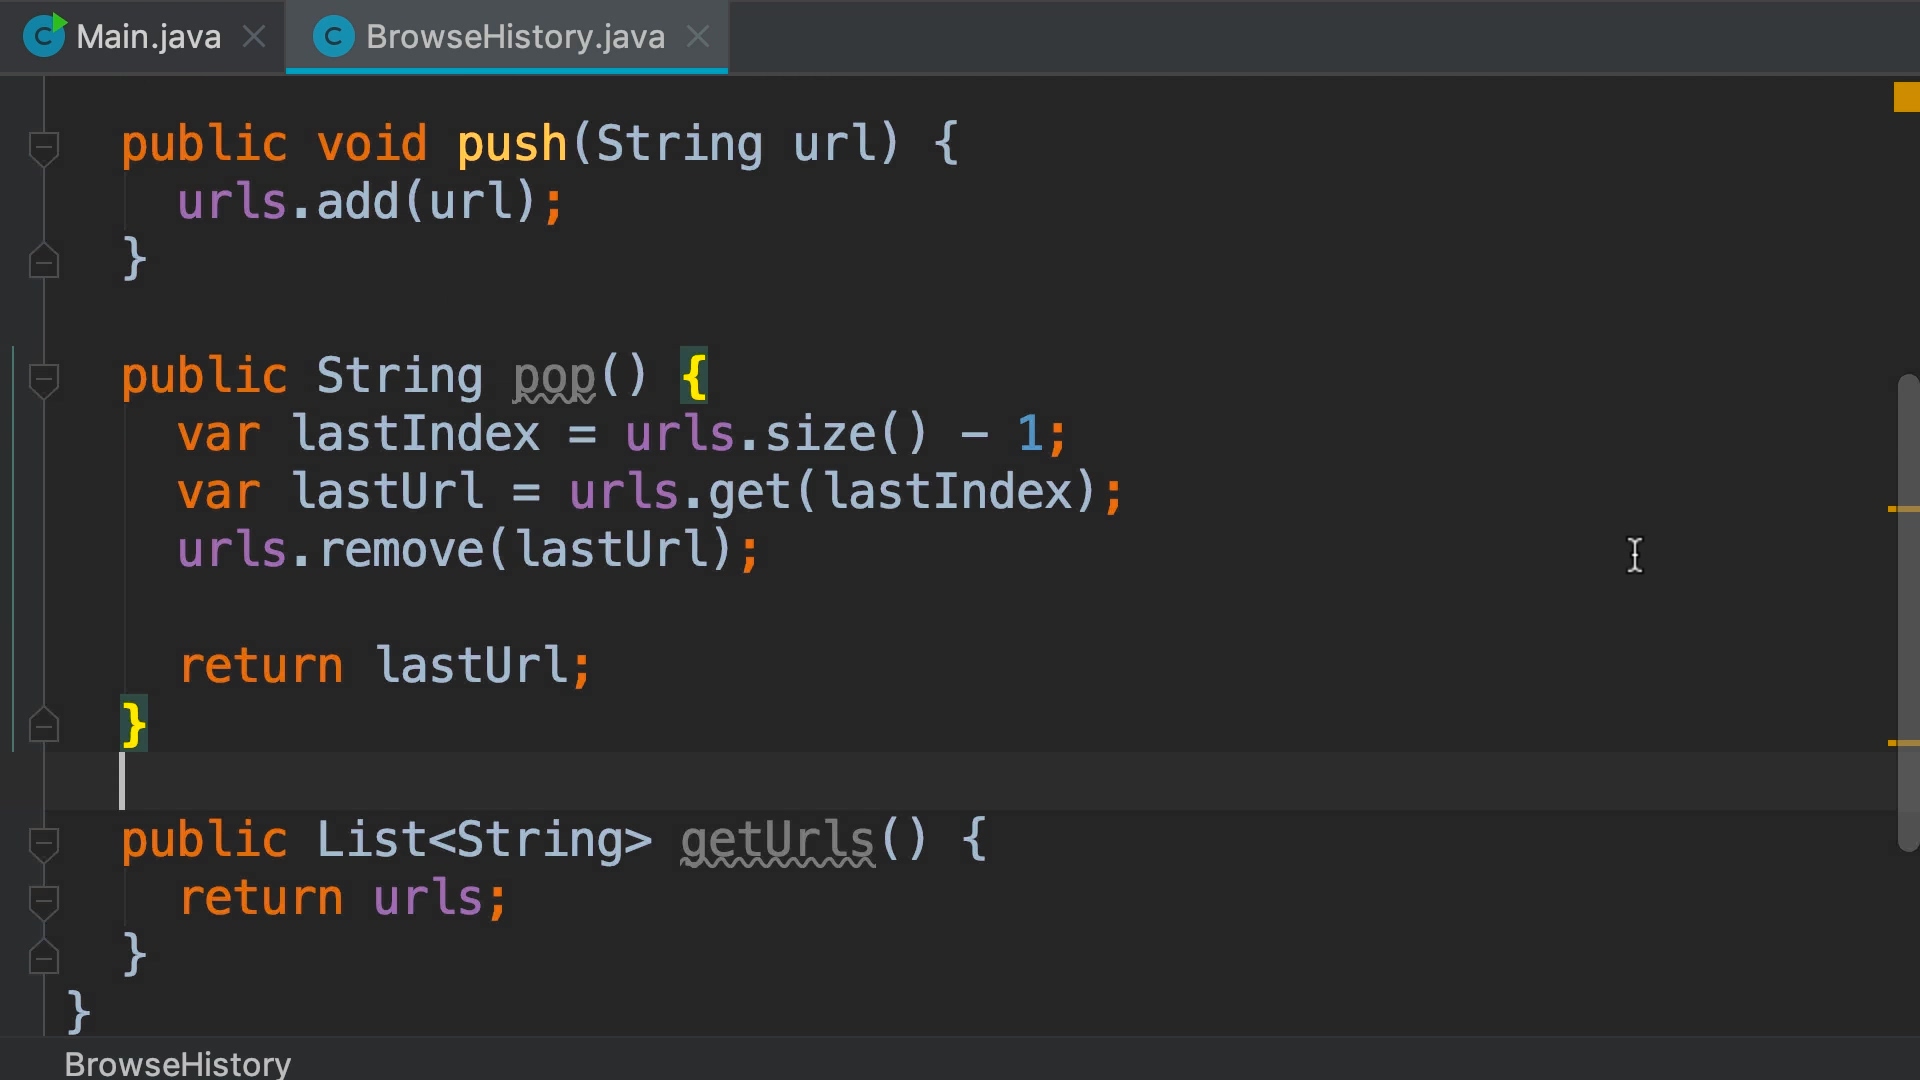 Main.java
BrowseHistory.java
public void push(String url) {
urls.add(url);
}
public String pop() {
var lastIndex = urls.size() - 1;
var lastUrl = urls.get(lastIndex);
urls.remove(lastUrl);
return lastUrl;
}
public List<String> getUrls() {
return urls;
}
}
BrowseHistory